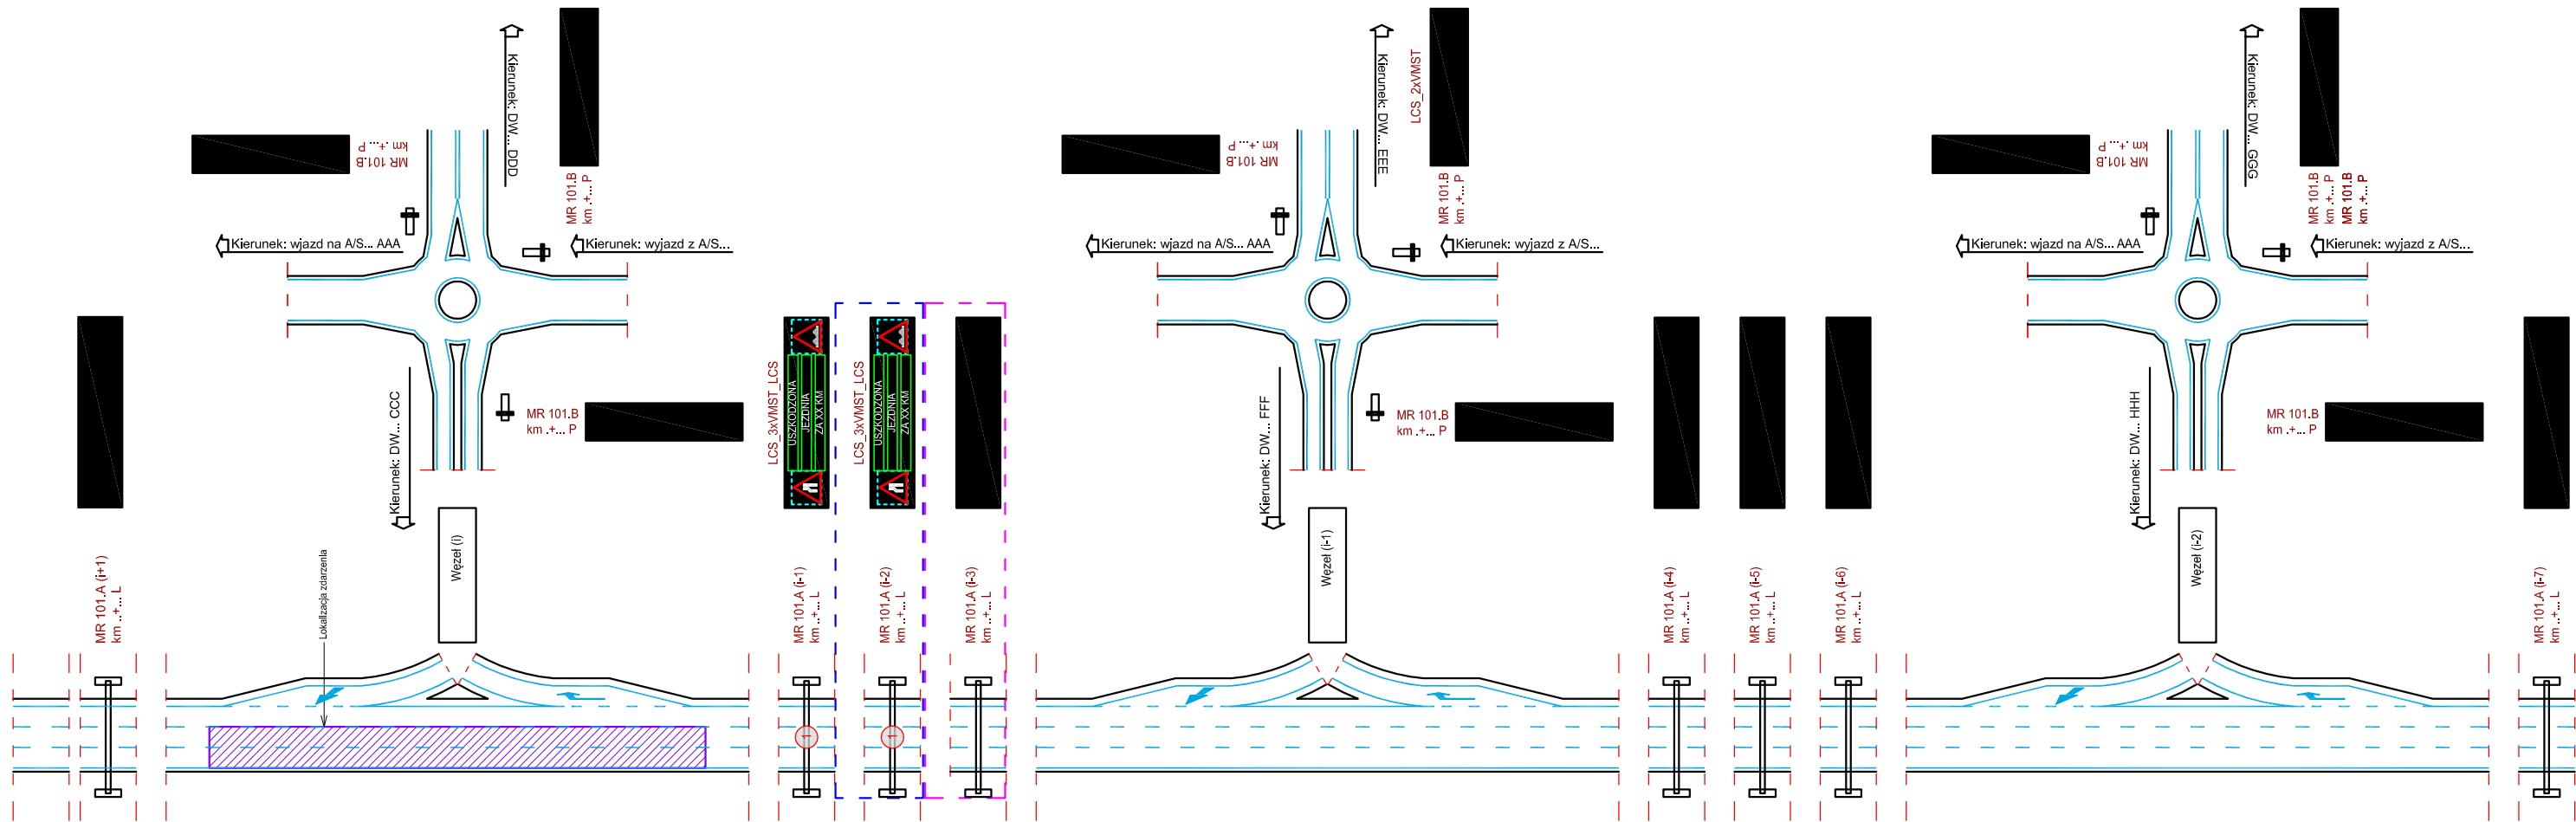 Kierunek: DW... DDD
MR 101.B
km .+... P
MR 101.B
km .+... P
Kierunek: wjazd na A/S... AAA
Kierunek: wyjazd z A/S...
MR 101.B
km .+... P
Kierunek: DW... CCC
Węzeł (i)
MR 101.A (i+1)
km ..+... L
Lokalizacja zdarzenia
LCS_3xVMST_LCS
USZKODZONA
JEZDNIA
ZA XX KM
MR 101.A (i-1)
km ..+... L
1
LCS_3xVMST_LCS
USZKODZONA
JEZDNIA
ZA XX KM
MR 101.A (i-2)
km ..+... L
1
MR 101.A (i-3)
km ..+... L
Kierunek: DW... EEE
LCS_2xVMST
MR 101.B
km .+... P
MR 101.B
km .+... P
Kierunek: wjazd na A/S... AAA
Kierunek: wyjazd z A/S...
MR 101.B
km .+... P
Kierunek: DW... FFF
Węzeł (i-1)
MR 101.A (i-4)
km ..+... L
MR 101.A (i-5)
km ..+... L
MR 101.A (i-6)
km ..+... L
Kierunek: DW... GGG
MR 101.B
km .+... P
MR 101.B
km .+... P
MR 101.B
km .+... P
Kierunek: wjazd na A/S... AAA
Kierunek: wyjazd z A/S...
MR 101.B
km .+... P
Kierunek: DW... HHH
Węzeł (i-2)
MR 101.A (i-7)
km ..+... L